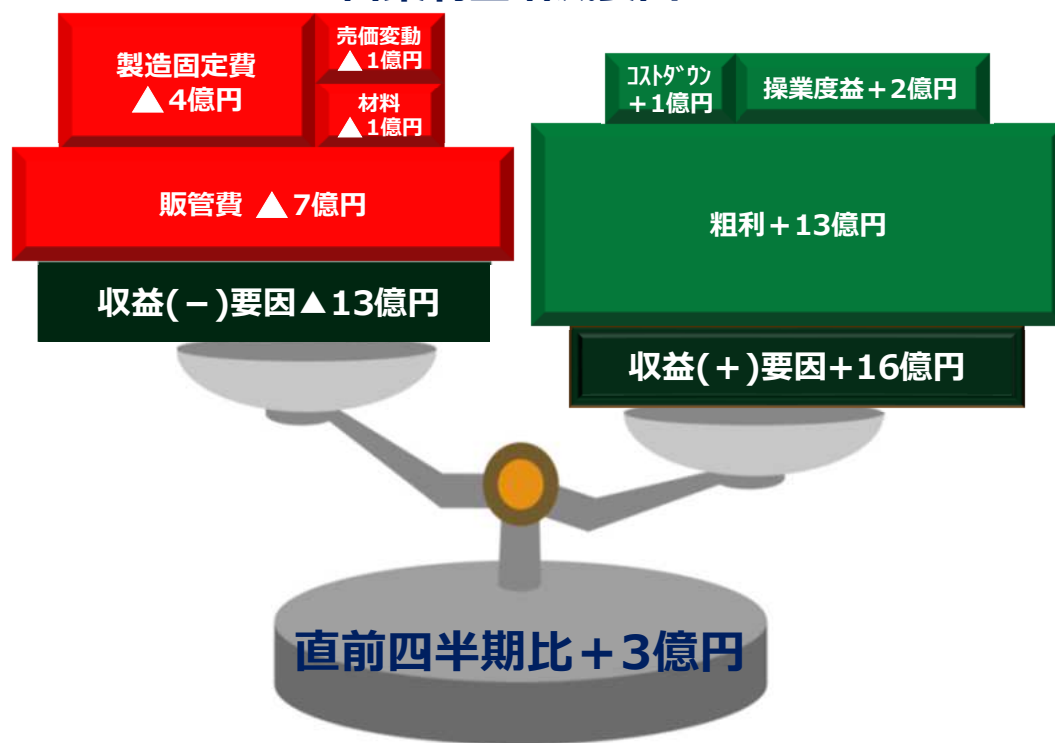 製造固定費
▲4億円
売価変動
▲1億円
材料
▲1億円
販管費 ▲7億円
収益(－)要因▲13億円
ｺｽﾄﾀﾞｳﾝ
＋1億円
操業度益＋2億円
粗利＋13億円
収益(＋)要因+16億円
直前四半期比＋3億円